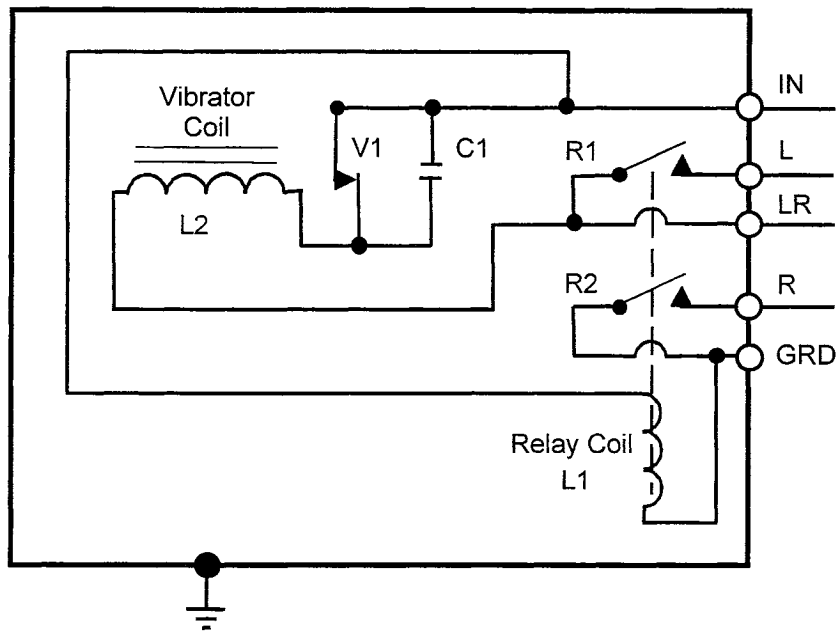 IN
Vibrator
Coil
V1
C1
R1
L
LR
L2
R2
R
GRD
Relay Coil
L1